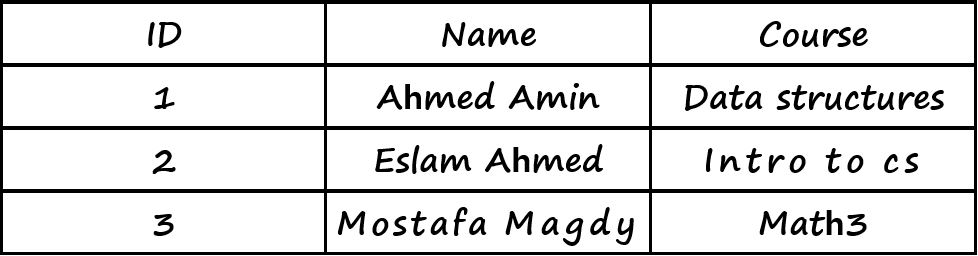 ID Name Course
1 Ahmed Amin Data structures
2 Eslam Ahmed Intro to cs
3 Mostafa Magdy Math3